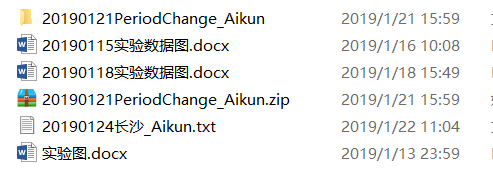 20190121PeriodChange_Aikun 2019/1/21 15:59
20190115实验数据图.docx 2019/1/16 10:08
20190118实验数据图.docx 2019/1/18 15:49
20190121PeriodChange_Aikun.zip 2019/1/21 15:59
20190124长沙_Aikun.txt 2019/1/22 11:04
实验图.docx 2019/1/13 23:59